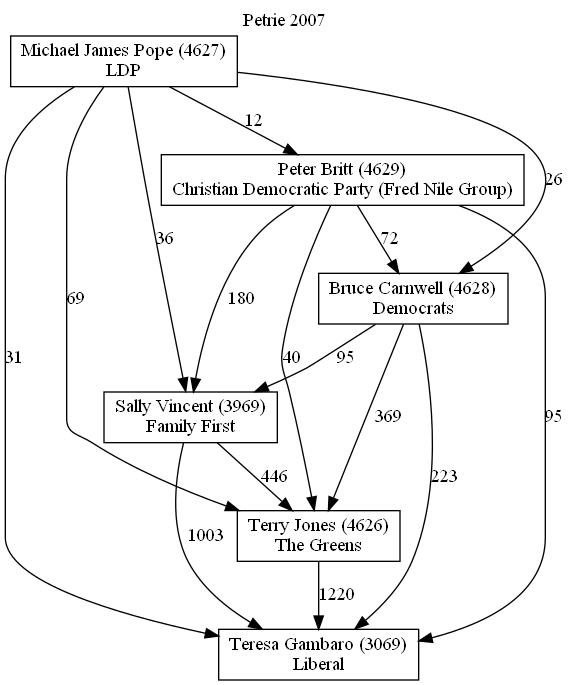 Petrie 2007
Michael James Pope (4627)
LDP
12
Peter Britt (4629)
Christian Democratic Party (Fred Nile Group)
26
36
72
Bruce Carnwell (4628)
Democrats
69
180
31
40
95
Sally Vincent (3969)
Family First
369
95
446
223
1003
Terry Jones (4626)
The Greens
1220
Teresa Gambaro (3069)
Liberal